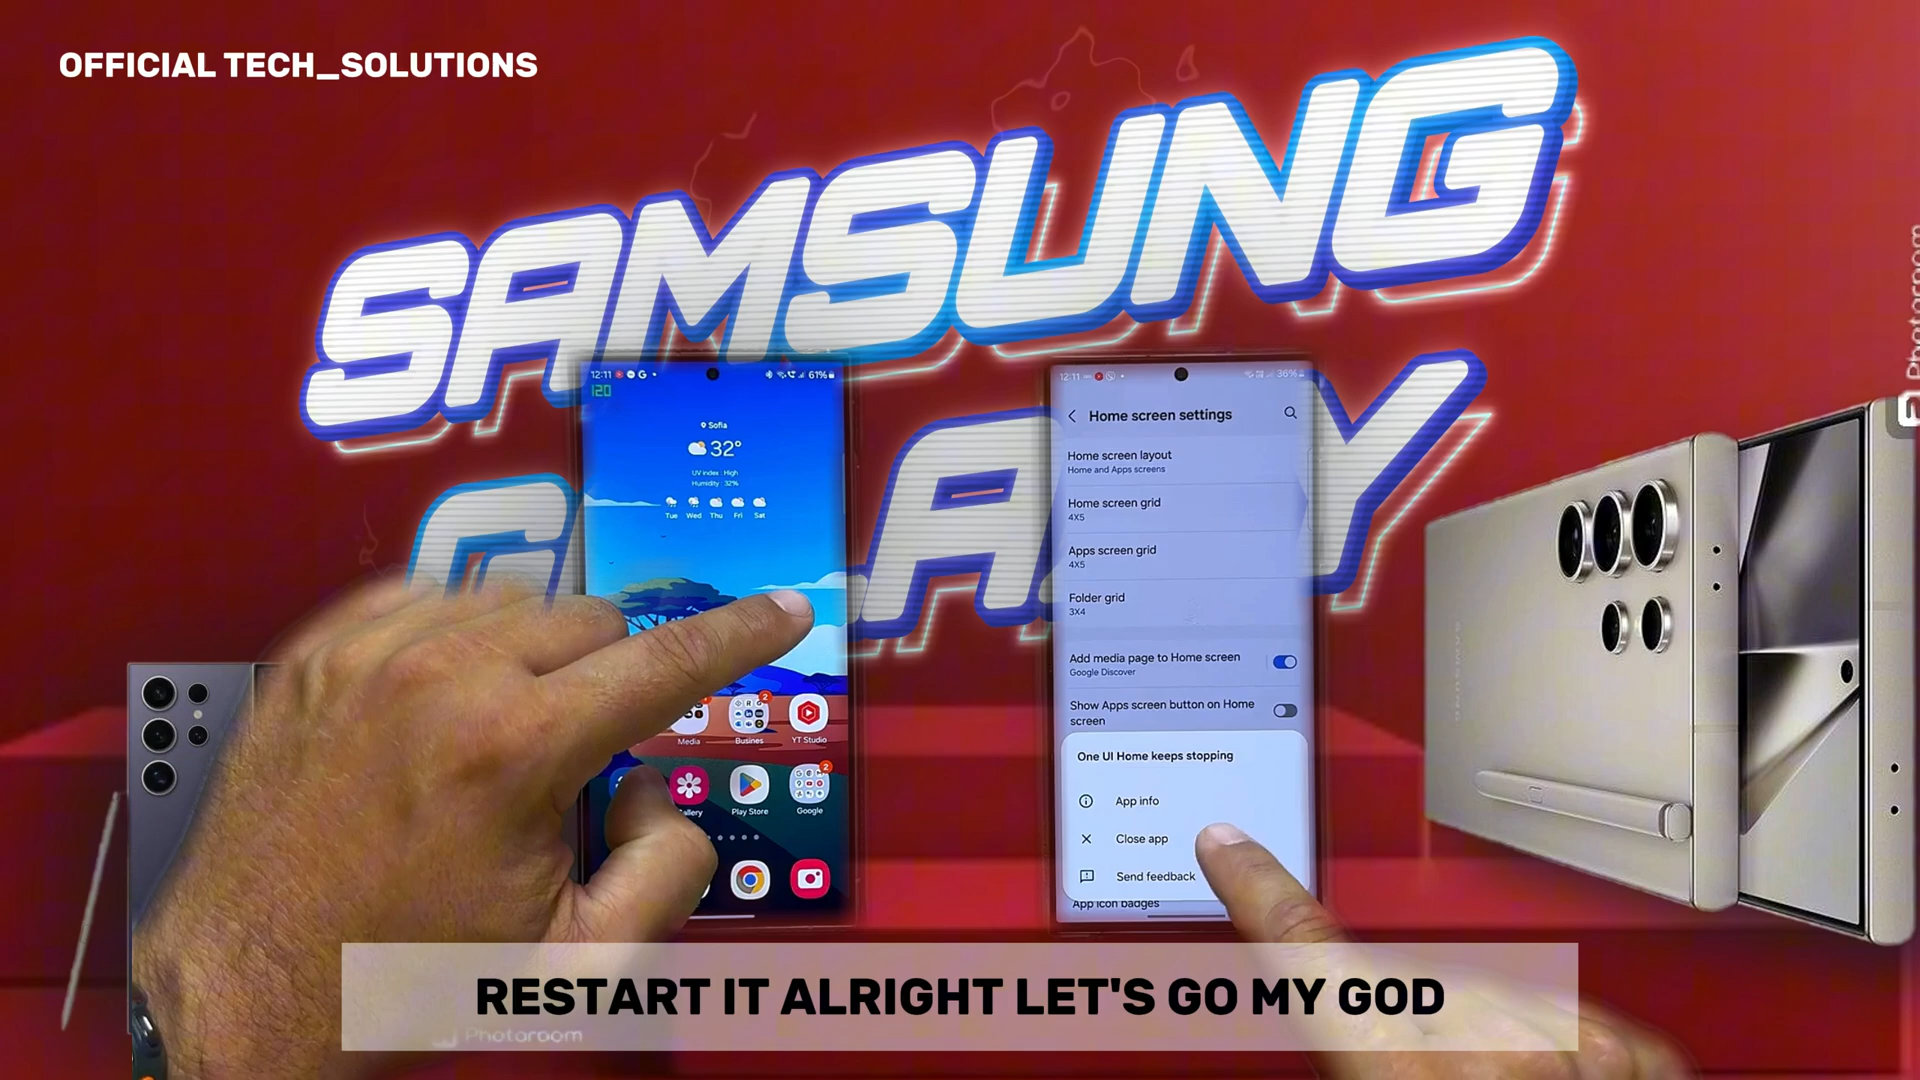 OFFICIAL TECH_SOLUTIONS
SAMSUNG
12:11
61%
120
Sofia
32°
UV index : High
Humidity : 32%
Tue Wed Thu Fri Sat
Media Busines YT Studio
Play Store Google
12:11
36%
Home screen settings
Home screen layout
Home and Apps screens
Home screen grid
4X5
Apps screen grid
4X5
Folder grid
3X4
Add media page to Home screen
Google Discover
Show Apps screen button on Home
screen
One UI Home keeps stopping
App info
Close app
Send feedback
App icon badges
RESTART IT ALRIGHT LET'S GO MY GOD
Photoroom
Photoroom
SAMSUNG